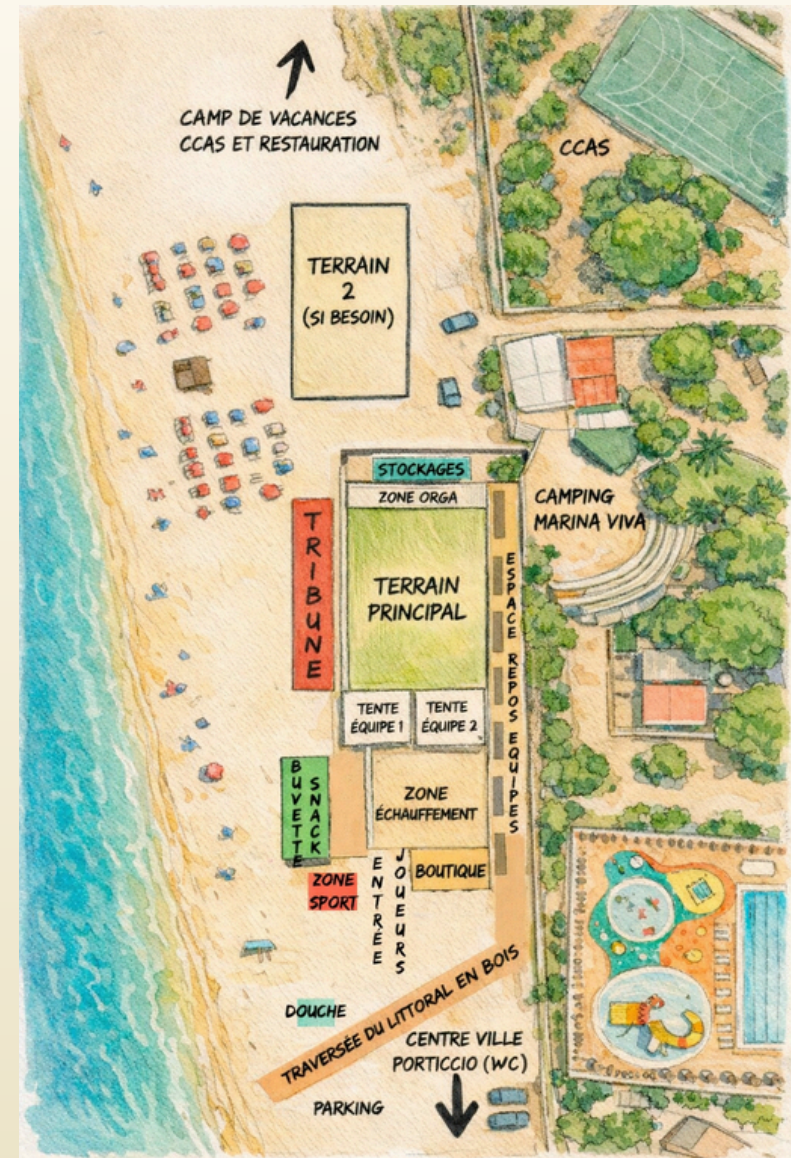 CAMP DE VACANCES
CCAS ET RESTAURATION
CCAS
TERRAIN
2
(SI BESOIN)
STOCKAGES
ZONE ORGA
CAMPING
MARINA VIVA
TRIBUNE
TERRAIN
PRINCIPAL
ESPACE REPOS EQUIPES
TENTE
ÉQUIPE 1
TENTE
ÉQUIPE 2
BUVETTE
SNACK
ZONE
ÉCHAUFFEMENT
BOUTIQUE
ZONE
SPORT
ENTRÉE
JOUEURS
DOUCHE
TRAVERSÉE DU LITTORAL EN BOIS
CENTRE VILLE
PORTICCIO (WC)
PARKING